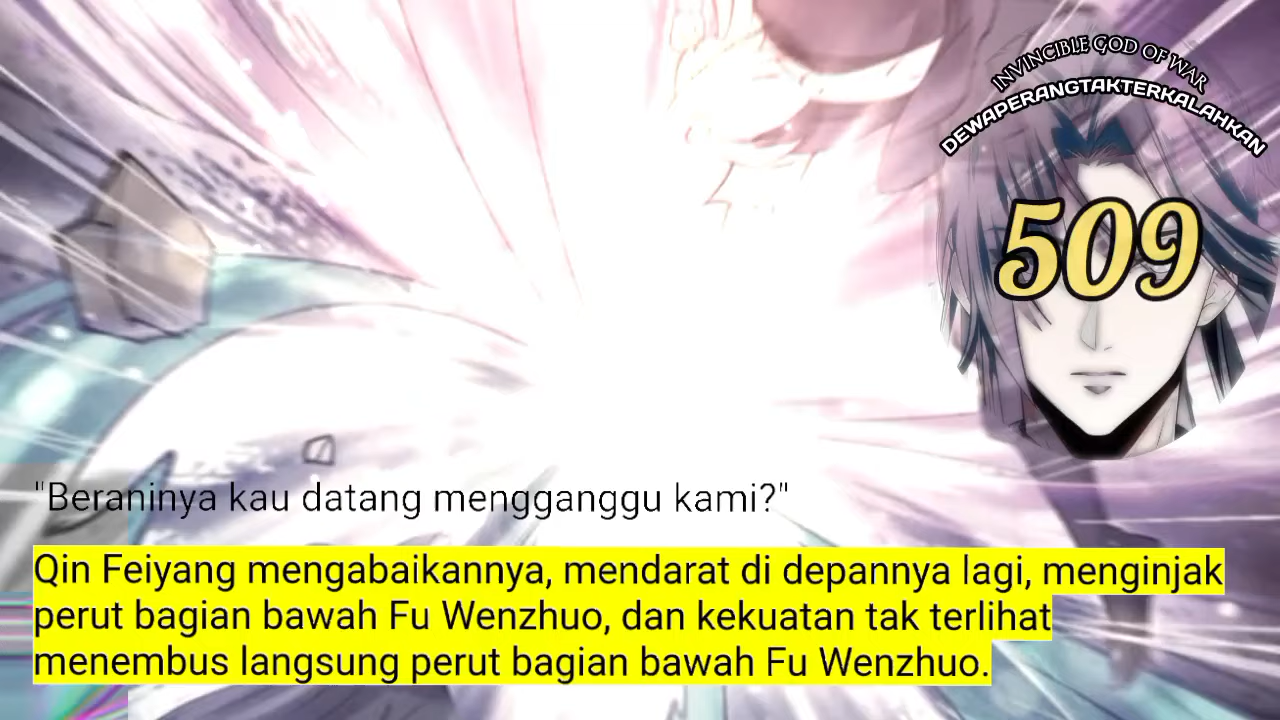 INVINCIBLE GOD OF WAR
DEWAPERANGTAKTERKALAHKAN
509
"Beraninya kau datang mengganggu kami?"
Qin Feiyang mengabaikannya, mendarat di depannya lagi, menginjak
perut bagian bawah Fu Wenzhuo, dan kekuatan tak terlihat
menembus langsung perut bagian bawah Fu Wenzhuo.